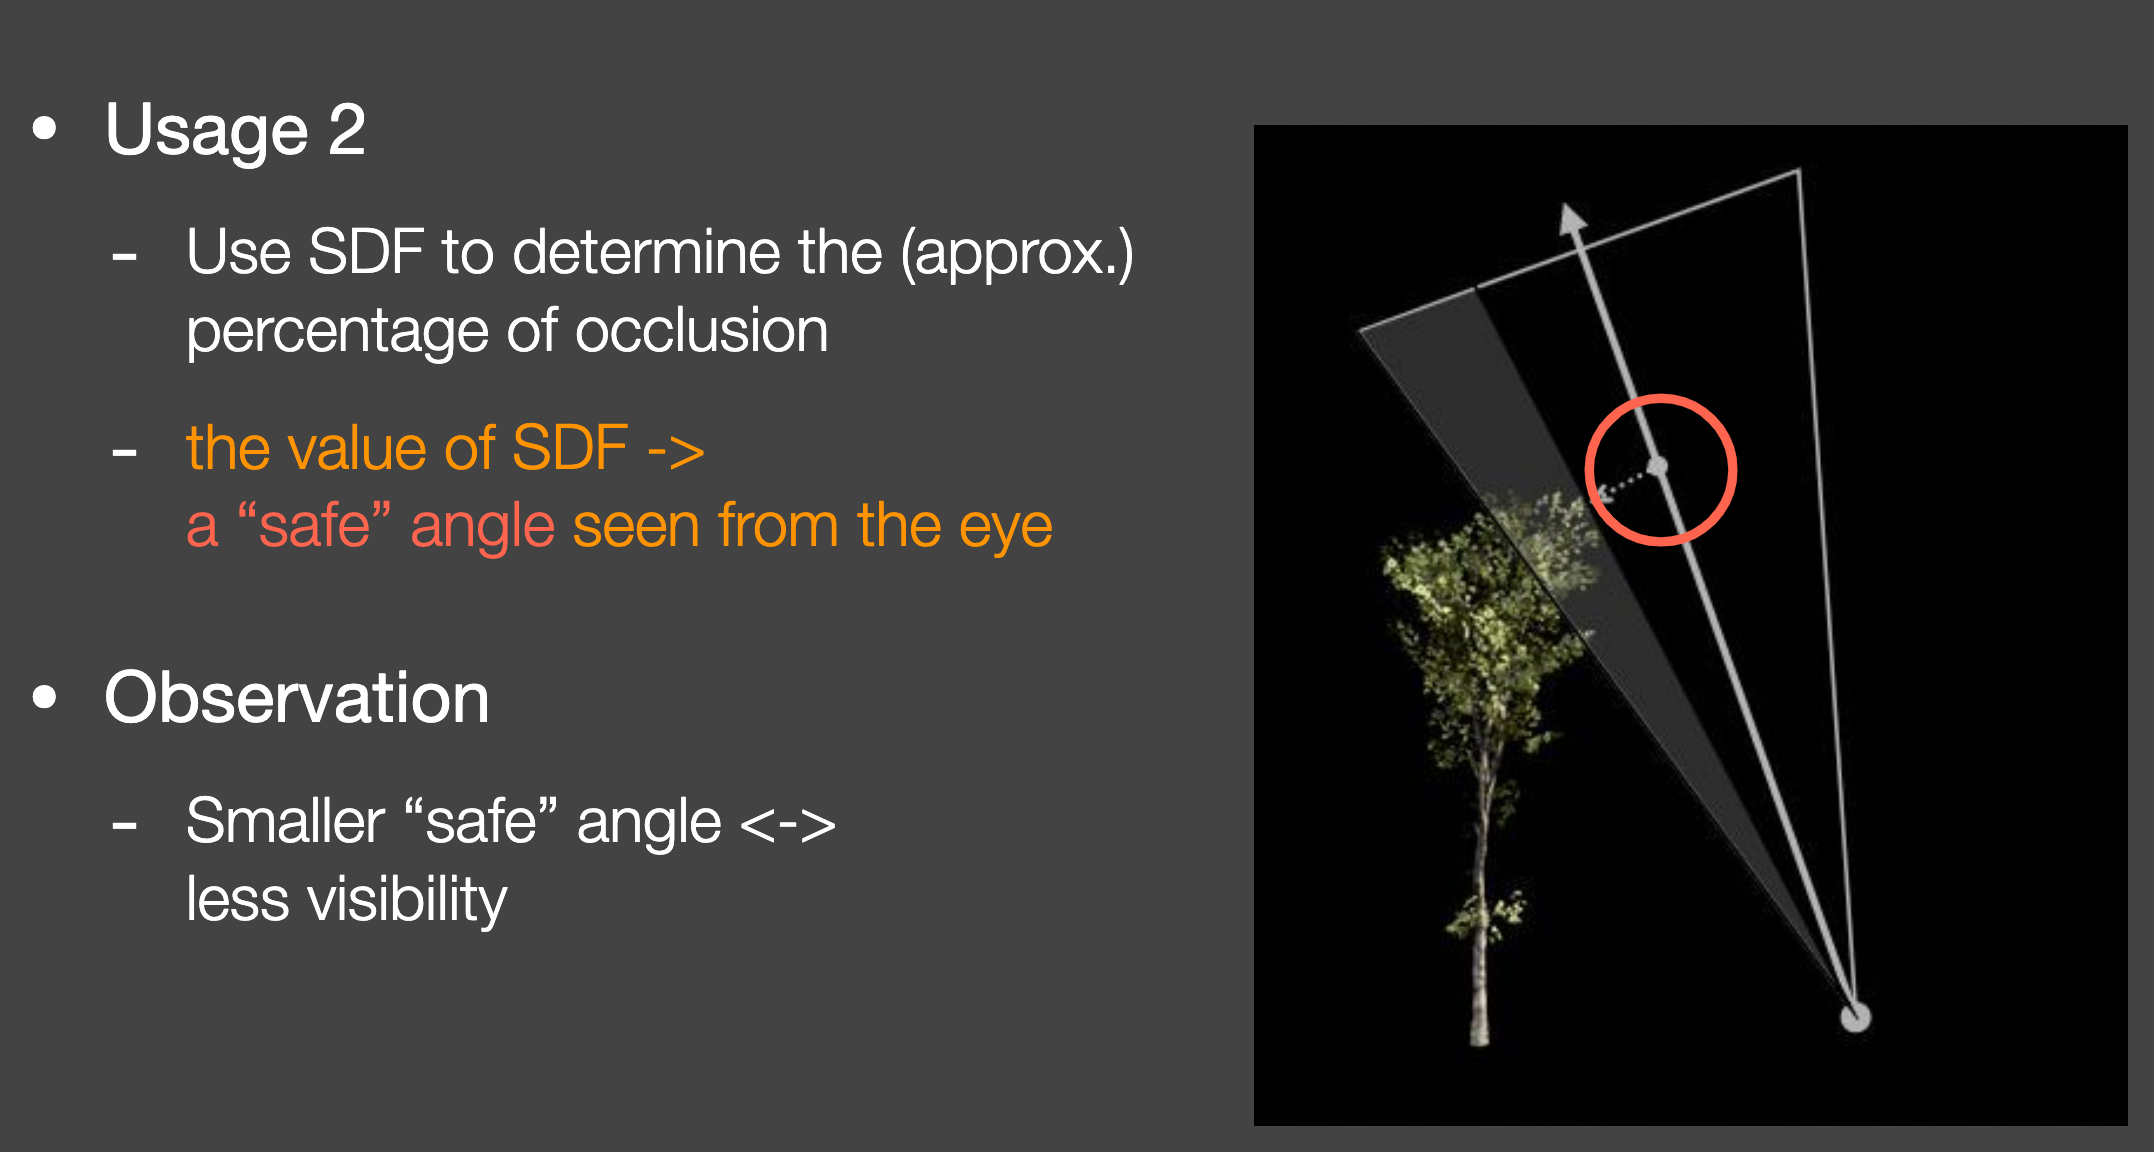 • Usage 2
- Use SDF to determine the (approx.)
percentage of occlusion
- the value of SDF ->
a “safe” angle seen from the eye
• Observation
- Smaller “safe” angle <->
less visibility